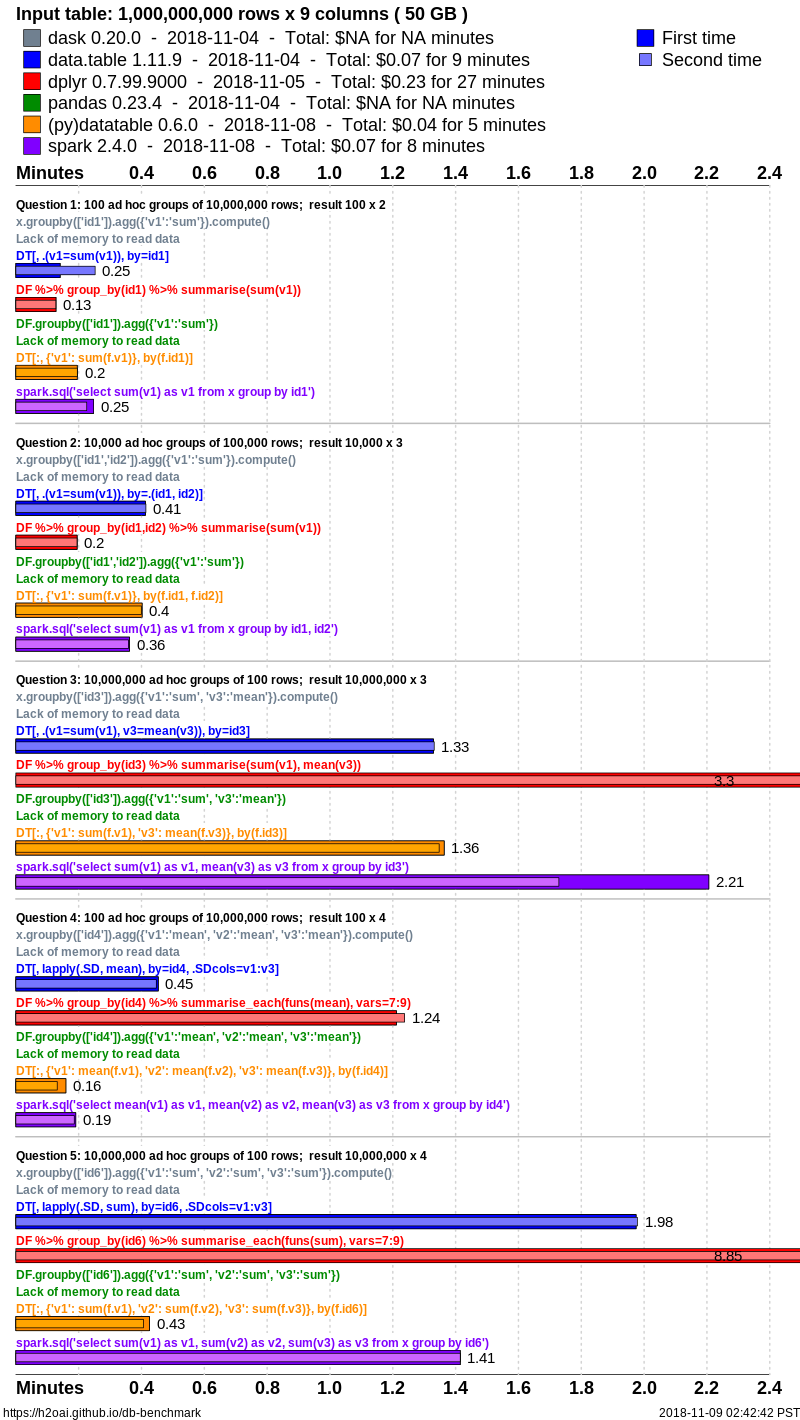 Input table: 1,000,000,000 rows x 9 columns ( 50 GB )
dask 0.20.0 - 2018-11-04 - Total: $NA for NA minutes
First time
data.table 1.11.9 - 2018-11-04 - Total: $0.07 for 9 minutes
Second time
dplyr 0.7.99.9000 - 2018-11-05 - Total: $0.23 for 27 minutes
pandas 0.23.4 - 2018-11-04 - Total: $NA for NA minutes
(py)datatable 0.6.0 - 2018-11-08 - Total: $0.04 for 5 minutes
spark 2.4.0 - 2018-11-08 - Total: $0.07 for 8 minutes
Minutes 0.4 0.6 0.8 1.0 1.2 1.4 1.6 1.8 2.0 2.2 2.4
Question 1: 100 ad hoc groups of 10,000,000 rows; result 100 x 2
x.groupby(['id1']).agg({'v1':'sum'}).compute()
Lack of memory to read data
DT[, .(v1=sum(v1)), by=id1]
0.25
DF %>% group_by(id1) %>% summarise(sum(v1))
0.13
DF.groupby(['id1']).agg({'v1':'sum'})
Lack of memory to read data
DT[:, {'v1': sum(f.v1)}, by(f.id1)]
0.2
spark.sql('select sum(v1) as v1 from x group by id1')
0.25
Question 2: 10,000 ad hoc groups of 100,000 rows; result 10,000 x 3
x.groupby(['id1','id2']).agg({'v1':'sum'}).compute()
Lack of memory to read data
DT[, .(v1=sum(v1)), by=.(id1, id2)]
0.41
DF %>% group_by(id1,id2) %>% summarise(sum(v1))
0.2
DF.groupby(['id1','id2']).agg({'v1':'sum'})
Lack of memory to read data
DT[:, {'v1': sum(f.v1)}, by(f.id1, f.id2)]
0.4
spark.sql('select sum(v1) as v1 from x group by id1, id2')
0.36
Question 3: 10,000,000 ad hoc groups of 100 rows; result 10,000,000 x 3
x.groupby(['id3']).agg({'v1':'sum', 'v3':'mean'}).compute()
Lack of memory to read data
DT[, .(v1=sum(v1), v3=mean(v3)), by=id3]
1.33
DF %>% group_by(id3) %>% summarise(sum(v1), mean(v3))
3.3
DF.groupby(['id3']).agg({'v1':'sum', 'v3':'mean'})
Lack of memory to read data
DT[:, {'v1': sum(f.v1), 'v3': mean(f.v3)}, by(f.id3)]
1.36
spark.sql('select sum(v1) as v1, mean(v3) as v3 from x group by id3')
2.21
Question 4: 100 ad hoc groups of 10,000,000 rows; result 100 x 4
x.groupby(['id4']).agg({'v1':'mean', 'v2':'mean', 'v3':'mean'}).compute()
Lack of memory to read data
DT[, lapply(.SD, mean), by=id4, .SDcols=v1:v3]
0.45
DF %>% group_by(id4) %>% summarise_each(funs(mean), vars=7:9)
1.24
DF.groupby(['id4']).agg({'v1':'mean', 'v2':'mean', 'v3':'mean'})
Lack of memory to read data
DT[:, {'v1': mean(f.v1), 'v2': mean(f.v2), 'v3': mean(f.v3)}, by(f.id4)]
0.16
spark.sql('select mean(v1) as v1, mean(v2) as v2, mean(v3) as v3 from x group by id4')
0.19
Question 5: 10,000,000 ad hoc groups of 100 rows; result 10,000,000 x 4
x.groupby(['id6']).agg({'v1':'sum', 'v2':'sum', 'v3':'sum'}).compute()
Lack of memory to read data
DT[, lapply(.SD, sum), by=id6, .SDcols=v1:v3]
1.98
DF %>% group_by(id6) %>% summarise_each(funs(sum), vars=7:9)
8.85
DF.groupby(['id6']).agg({'v1':'sum', 'v2':'sum', 'v3':'sum'})
Lack of memory to read data
DT[:, {'v1': sum(f.v1), 'v2': sum(f.v2), 'v3': sum(f.v3)}, by(f.id6)]
0.43
spark.sql('select sum(v1) as v1, sum(v2) as v2, sum(v3) as v3 from x group by id6')
1.41
Minutes 0.4 0.6 0.8 1.0 1.2 1.4 1.6 1.8 2.0 2.2 2.4
https://h2oai.github.io/db-benchmark
2018-11-09 02:42:42 PST